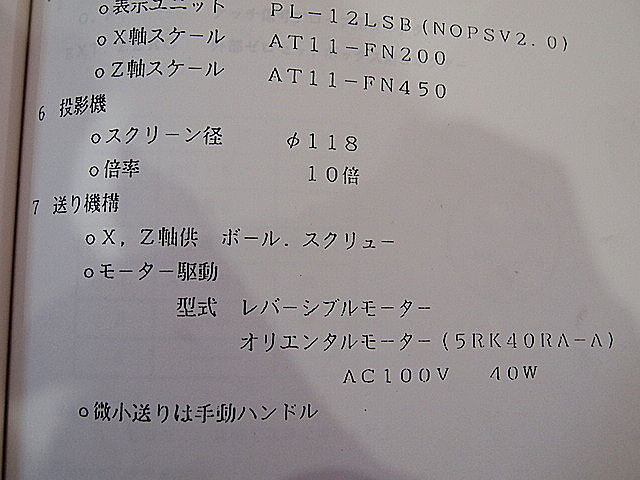 o表示ユニット　PL-12LSB(NOPSV2.0)
oX軸スケール　AT11-FN200
oZ軸スケール　AT11-FN450
6 投影機
oスクリーン径　φ118
o倍率　10倍
7 送り機構
oX,Z軸供　ボール.スクリュー
oモーター駆動
型式　レバーシブルモーター
オリエンタルモーター(5RK40RA-A)
AC100V　40W
o微小送りは手動ハンドル